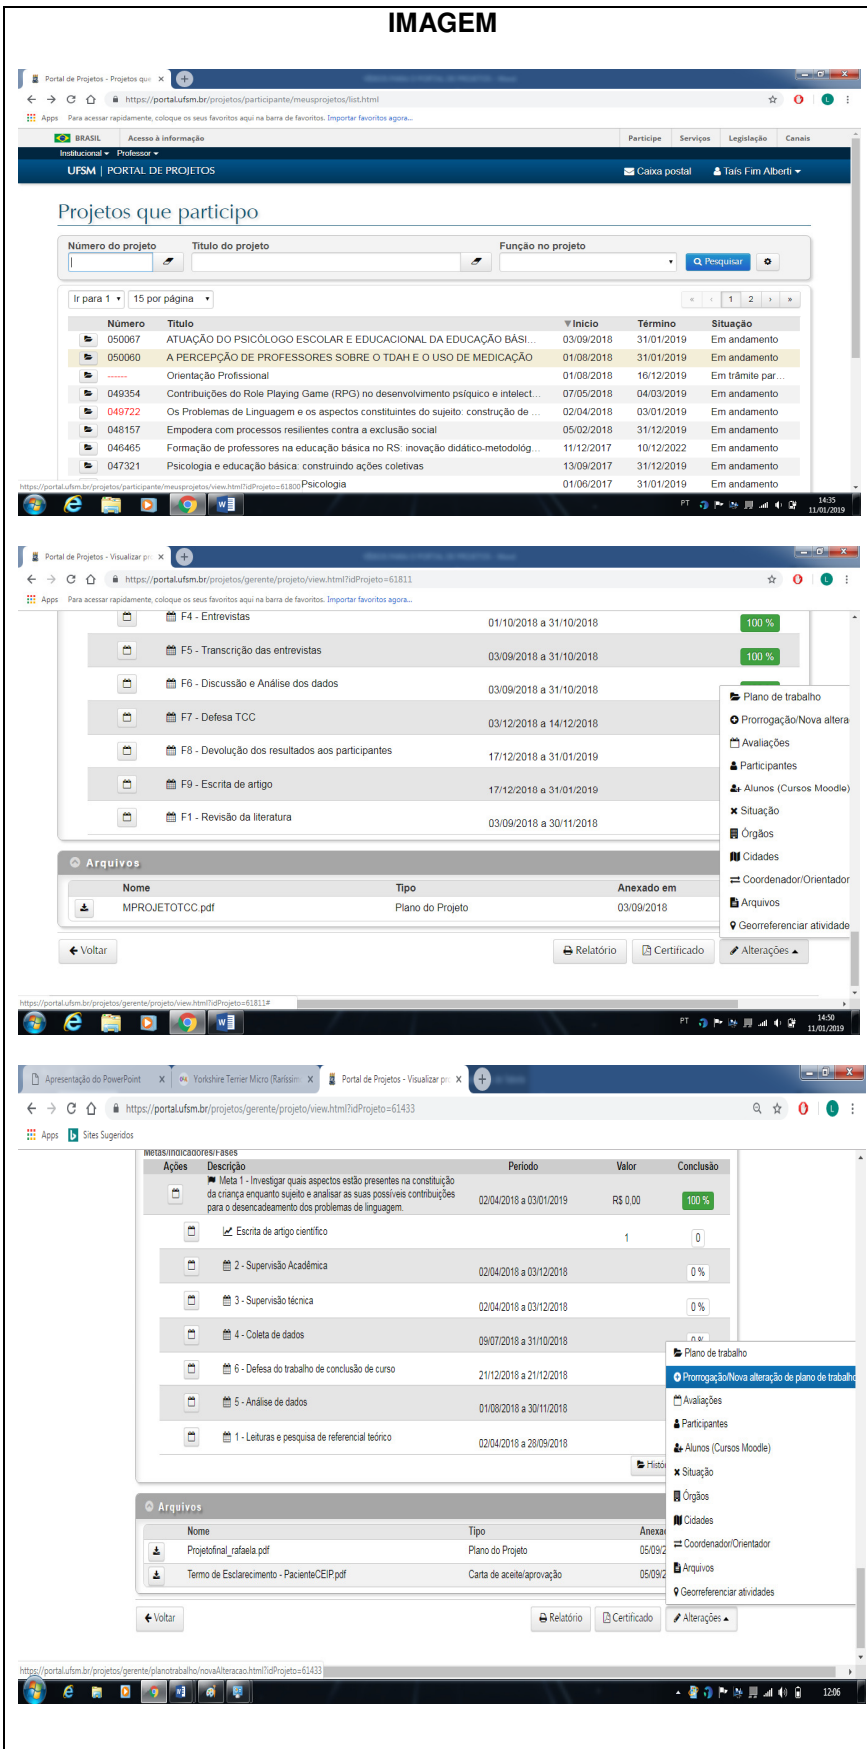 IMAGEM
Portal de Projetos - Projetos que
https://portal.ufsm.br/projetos/participante/meusprojetos/list.html
Apps Para acessar rapidamente, coloque os seus favoritos aqui na barra de favoritos. Importar favoritos agora...
BRASIL Acesso à informação Participe Serviços Legislação Canais
Institucional Professor
UFSM | PORTAL DE PROJETOS Caixa postal Taís Fim Alberti
Projetos que participo
Número do projeto Título do projeto Função no projeto
Pesquisar
Ir para 1 15 por página « ‹ 1 2 › »
Número Título Início Término Situação
050067 ATUAÇÃO DO PSICÓLOGO ESCOLAR E EDUCACIONAL DA EDUCAÇÃO BÁSI... 03/09/2018 31/01/2019 Em andamento
050060 A PERCEPÇÃO DE PROFESSORES SOBRE O TDAH E O USO DE MEDICAÇÃO 01/08/2018 31/01/2019 Em andamento
------ Orientação Profissional 01/08/2018 16/12/2019 Em trâmite par...
049354 Contribuições do Role Playing Game (RPG) no desenvolvimento psíquico e intelect... 07/05/2018 04/03/2019 Em andamento
049722 Os Problemas de Linguagem e os aspectos constituintes do sujeito: construção de ... 02/04/2018 03/01/2019 Em andamento
048157 Empodera com processos resilientes contra a exclusão social 05/02/2018 31/12/2019 Em andamento
046465 Formação de professores na educação básica no RS: inovação didático-metodológ... 11/12/2017 10/12/2022 Em andamento
047321 Psicologia e educação básica: construindo ações coletivas 13/09/2017 31/12/2019 Em andamento
https://portal.ufsm.br/projetos/participante/meusprojetos/view.html?idProjeto=61800 Psicologia 01/06/2017 31/01/2019 Em andamento
PT 14:35
11/01/2019
Portal de Projetos - Visualizar pro
https://portal.ufsm.br/projetos/gerente/projeto/view.html?idProjeto=61811
Apps Para acessar rapidamente, coloque os seus favoritos aqui na barra de favoritos. Importar favoritos agora...
F4 - Entrevistas 01/10/2018 a 31/10/2018 100 %
F5 - Transcrição das entrevistas 03/09/2018 a 31/10/2018 100 %
F6 - Discussão e Análise dos dados 03/09/2018 a 31/10/2018
F7 - Defesa TCC 03/12/2018 a 14/12/2018
F8 - Devolução dos resultados aos participantes 17/12/2018 a 31/01/2019
F9 - Escrita de artigo 17/12/2018 a 31/01/2019
F1 - Revisão da literatura 03/09/2018 a 30/11/2018
Plano de trabalho
Prorrogação/Nova altera
Avaliações
Participantes
Alunos (Cursos Moodle)
Situação
Órgãos
Cidades
Coordenador/Orientador
Arquivos
Georreferenciar atividade
Arquivos
Nome Tipo Anexado em
MPROJETOTCC.pdf Plano do Projeto 03/09/2018
Voltar Relatório Certificado Alterações
https://portal.ufsm.br/projetos/gerente/projeto/view.html?idProjeto=61811#
PT 14:50
11/01/2019
Apresentação do PowerPoint Yorkshire Terrier Micro (Raríssim Portal de Projetos - Visualizar pro
https://portal.ufsm.br/projetos/gerente/projeto/view.html?idProjeto=61433
Apps Sites Sugeridos
Metas/Indicadores/Fases
Ações Descrição Período Valor Conclusão
Meta 1 - Investigar quais aspectos estão presentes na constituição
da criança enquanto sujeito e analisar as suas possíveis contribuições 02/04/2018 a 03/01/2019 R$ 0,00 100 %
para o desencadeamento dos problemas de linguagem.
Escrita de artigo científico 1 0
2 - Supervisão Acadêmica 02/04/2018 a 03/12/2018 0 %
3 - Supervisão técnica 02/04/2018 a 03/12/2018 0 %
4 - Coleta de dados 09/07/2018 a 31/10/2018 0 %
6 - Defesa do trabalho de conclusão de curso 21/12/2018 a 21/12/2018
5 - Análise de dados 01/08/2018 a 30/11/2018
1 - Leituras e pesquisa de referencial teórico 02/04/2018 a 28/09/2018
Histó
Plano de trabalho
Prorrogação/Nova alteração de plano de trabalho
Avaliações
Participantes
Alunos (Cursos Moodle)
Situação
Órgãos
Cidades
Coordenador/Orientador
Arquivos
Georreferenciar atividades
Arquivos
Nome Tipo Anexa
Projetofinal_rafaela.pdf Plano do Projeto 05/09/2
Termo de Esclarecimento - PacienteCEIP.pdf Carta de aceite/aprovação 05/09/2
Voltar Relatório Certificado Alterações
https://portal.ufsm.br/projetos/gerente/planotrabalho/novaAlteracao.html?idProjeto=61433
12:06